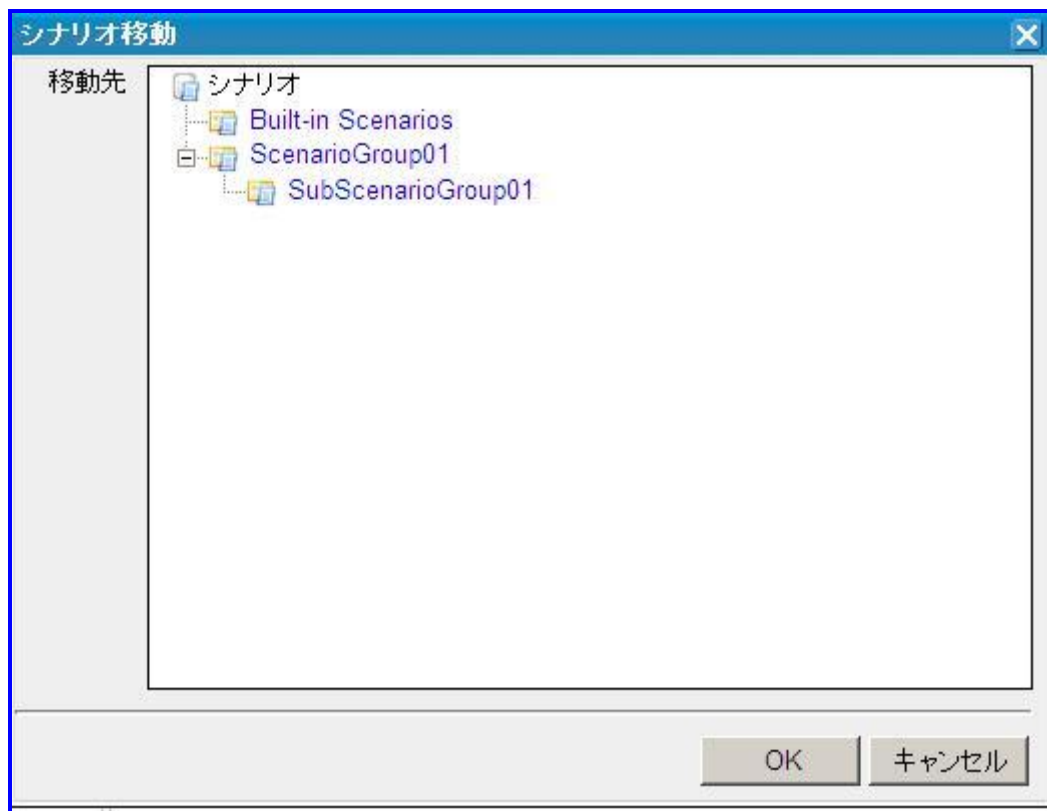 シナリオ移動
移動先
シナリオ
Built-in Scenarios
ScenarioGroup01
SubScenarioGroup01
OK
キャンセル